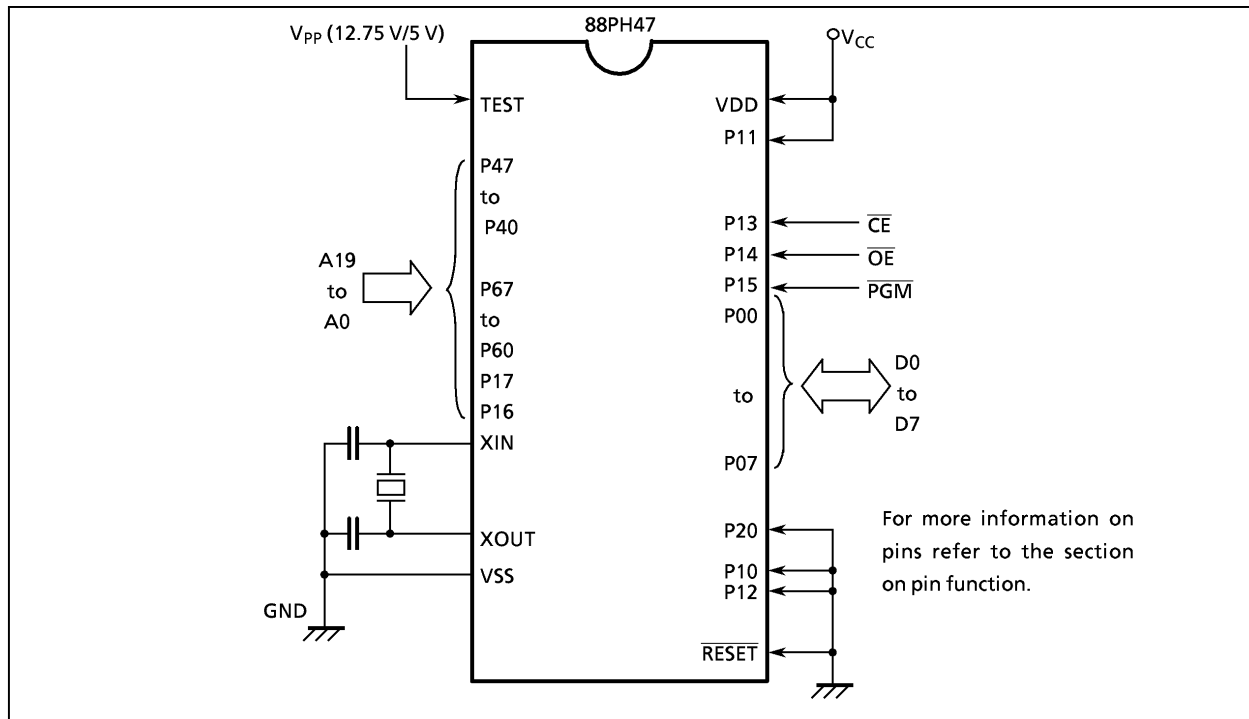 88PH47
VPP (12.75 V/5 V)
VCC
TEST
VDD
P11
P47
to
P40
P13
CE
P14
OE
P15
PGM
A19
to
A0
P67
to
P60
P17
P16
P00
to
P07
D0
to
D7
XIN
XOUT
VSS
GND
P20
P10
P12
RESET
For more information on
pins refer to the section
on pin function.